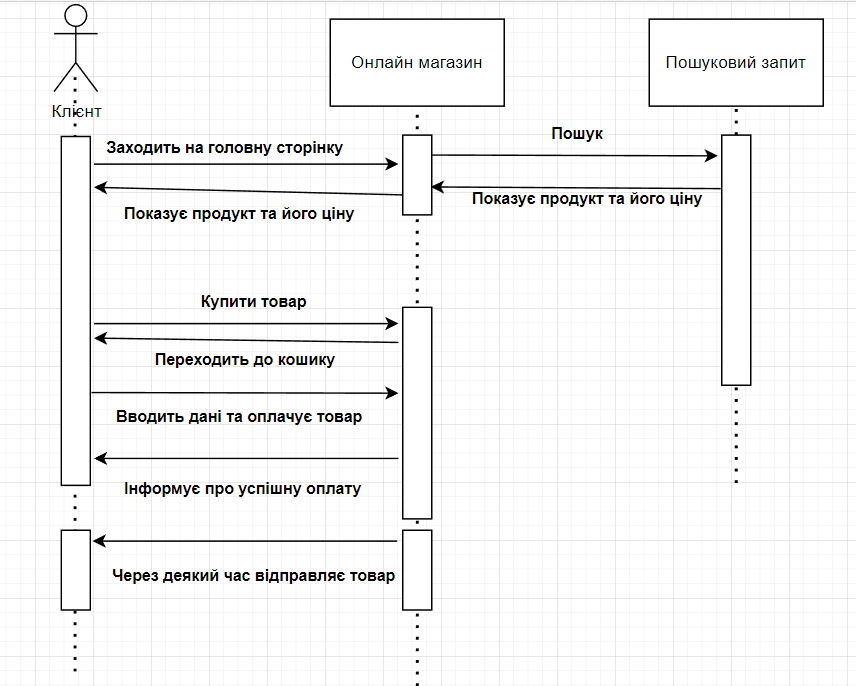 Клієнт
Онлайн магазин
Пошуковий запит
Заходить на головну сторінку
Пошук
Показує продукт та його ціну
Показує продукт та його ціну
Купити товар
Переходить до кошику
Вводить дані та оплачує товар
Інформує про успішну оплату
Через деякий час відправляє товар